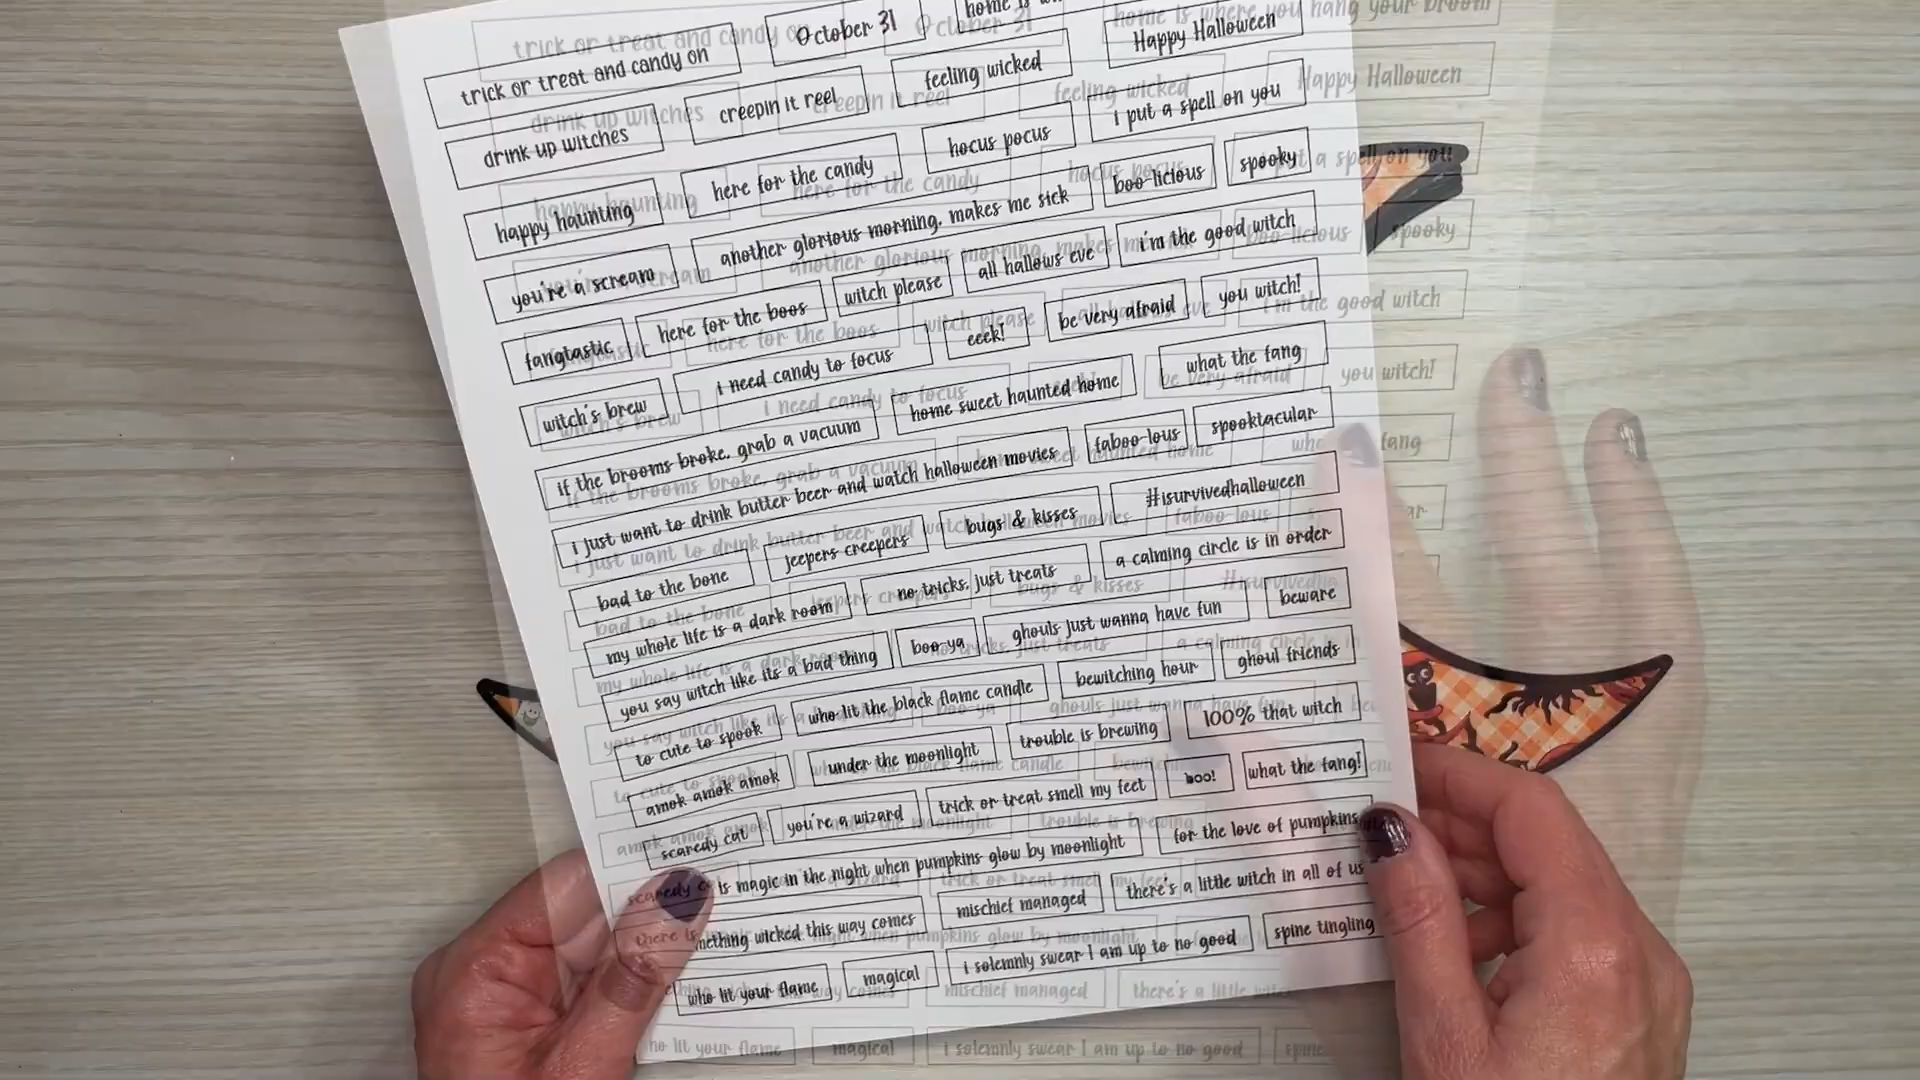 trick or treat and candy on
October 31
home is w
Happy Halloween
drink up witches
creepin it reel
feeling wicked
i put a spell on you
happy haunting
here for the candy
hocus pocus
you're a scream
another glorious morning. makes me sick
boo-licious
spooky
fangtastic
here for the boos
witch please
all hallows eve
i'm the good witch
witch's brew
i need candy to focus
eeek!
be very afraid
you witch!
if the brooms broke. grab a vacuum
home sweet haunted home
what the fang
i just want to drink butter beer and watch halloween movies
faboo-lous
spooktacular
bad to the bone
jeepers creepers
bugs & kisses
#isurvivedhalloween
my whole life is a dark room
no tricks. just treats
a calming circle is in order
you say witch like its a bad thing
boo-ya
ghouls just wanna have fun
beware
to cute to spook
who lit the black flame candle
bewitching hour
ghoul friends
amok amok amok
under the moonlight
trouble is brewing
100% that witch
scaredy cat
you're a wizard
trick or treat smell my feet
boo!
what the fang!
is magic in the night when pumpkins glow by moonlight
for the love of pumpkins
mething wicked this way comes
mischief managed
there's a little witch in all of us
who lit your flame
magical
i solemnly swear I am up to no good
spine tingling